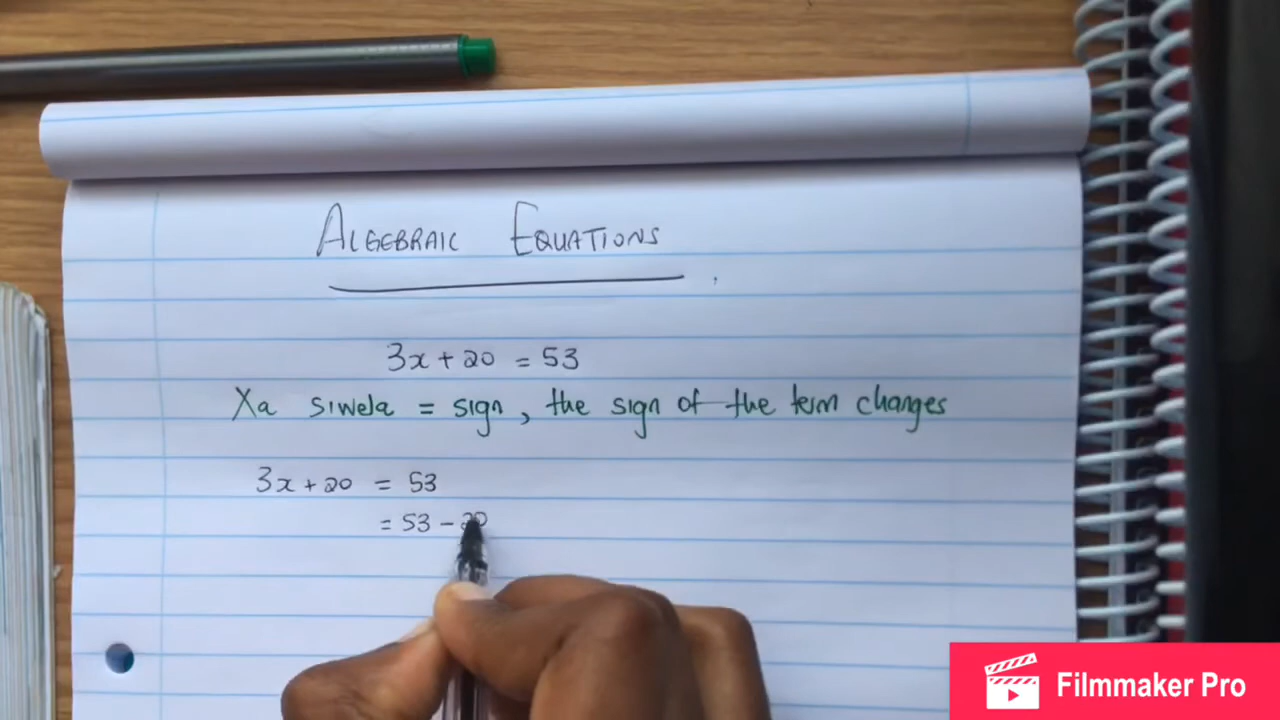 ALGEBRAIC EQUATIONS
3x + 20 = 53
Xa siwela = sign, the sign of the term changes
3x + 20 = 53
= 53 - 20
Filmmaker Pro